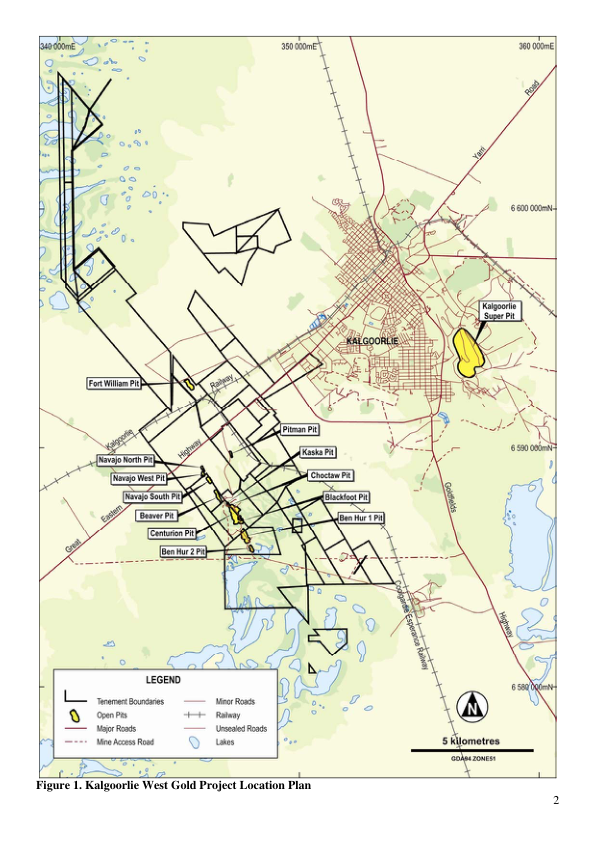 340 000mE
350 000mE
360 000mE
Yarri Road
6 600 000mN
Kalgoorlie
Super Pit
KALGOORLIE
Fort William Pit
Railway
Kalgoorlie
Pitman Pit
Highway
6 590 000mN
Kaska Pit
Navajo North Pit
Choctaw Pit
Navajo West Pit
Goldfields
Navajo South Pit
Blackfoot Pit
Eastern
Beaver Pit
Ben Hur 1 Pit
Centurion Pit
Great
Ben Hur 2 Pit
Coolgardie Esperance Railway
Highway
LEGEND
Tenement Boundaries
Open Pits
Major Roads
Mine Access Road
Minor Roads
Railway
Unsealed Roads
Lakes
6 580 000mN
N
5 kilometres
GDA94 ZONE51
Figure 1. Kalgoorlie West Gold Project Location Plan
2